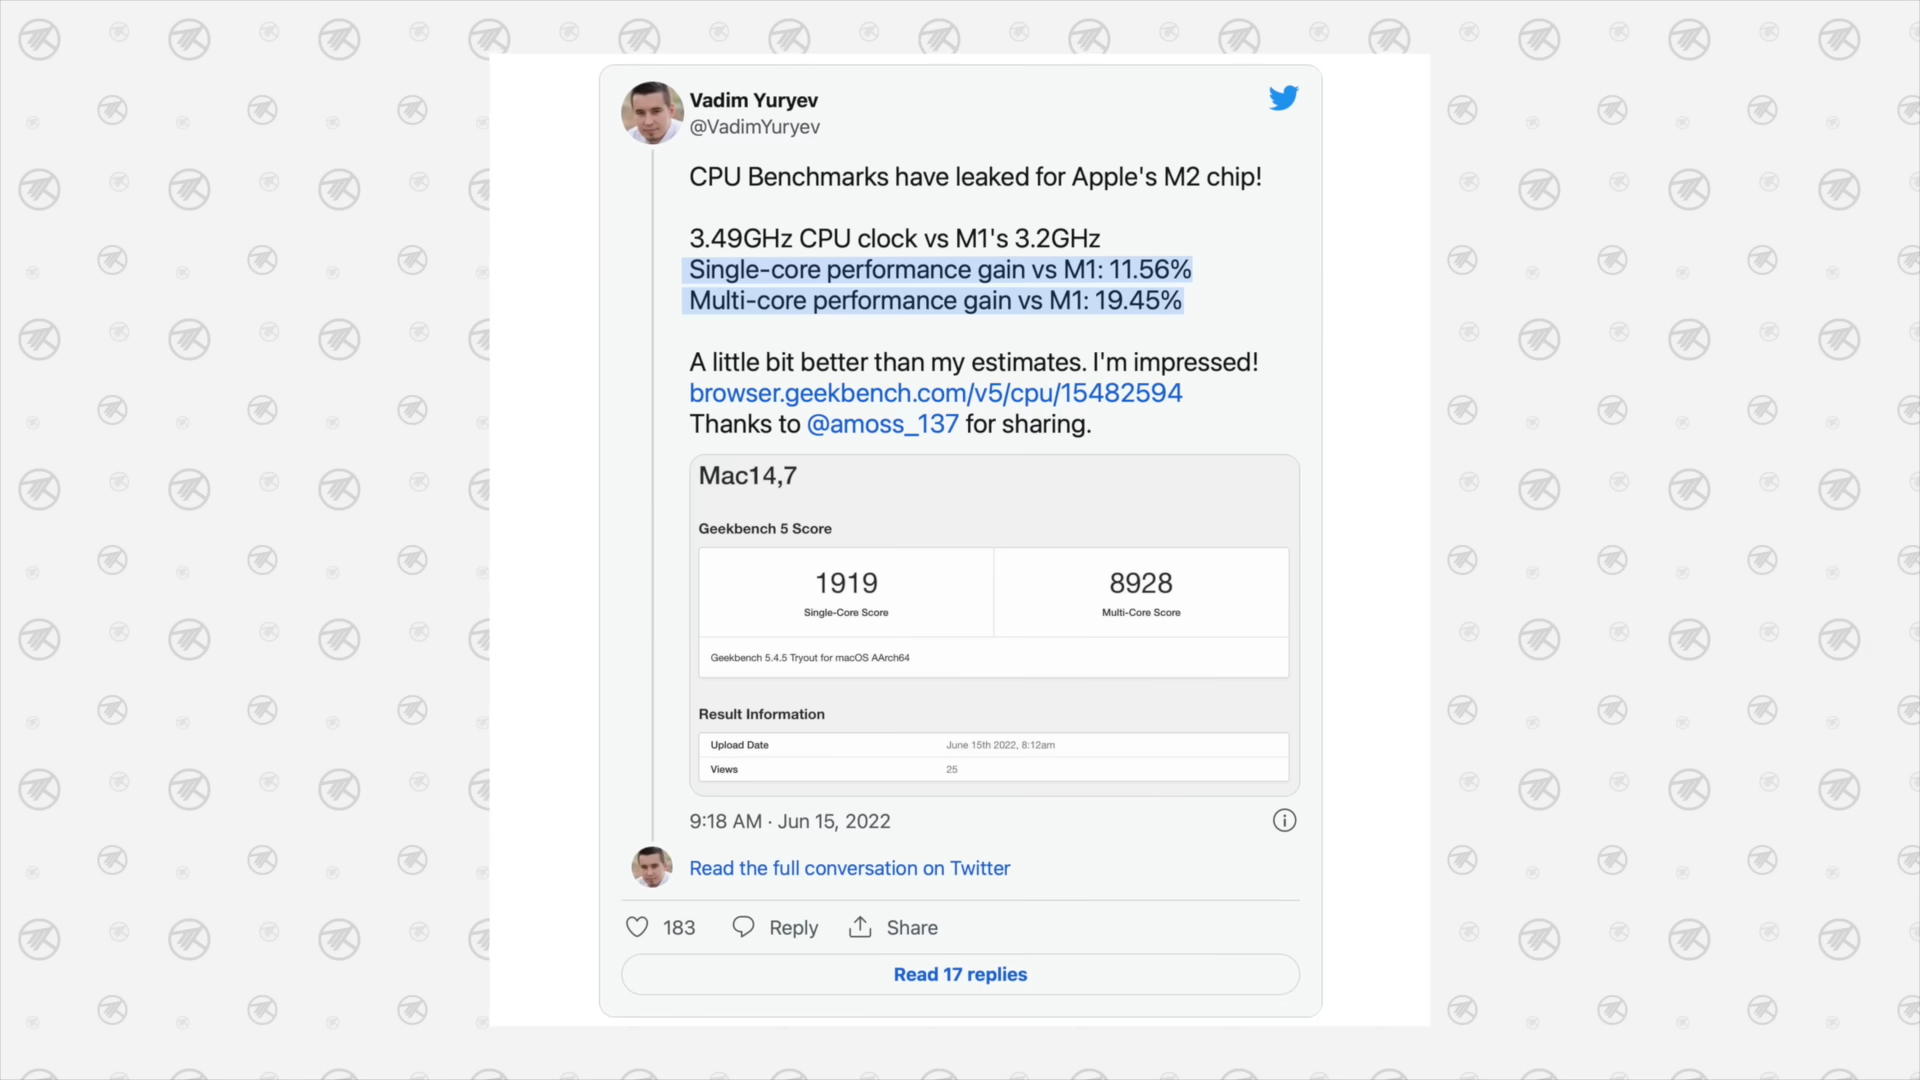 Vadim Yuryev
@VadimYuryev
CPU Benchmarks have leaked for Apple's M2 chip!
3.49GHz CPU clock vs M1's 3.2GHz
Single-core performance gain vs M1: 11.56%
Multi-core performance gain vs M1: 19.45%
A little bit better than my estimates. I'm impressed!
browser.geekbench.com/v5/cpu/15482594
Thanks to @amoss_137 for sharing.
Mac14,7
Geekbench 5 Score
1919 8928
Single-Core Score Multi-Core Score
Geekbench 5.4.5 Tryout for macOS AArch64
Result Information
Upload Date June 15th 2022, 8:12am
Views 25
9:18 AM · Jun 15, 2022
Read the full conversation on Twitter
183 Reply Share
Read 17 replies